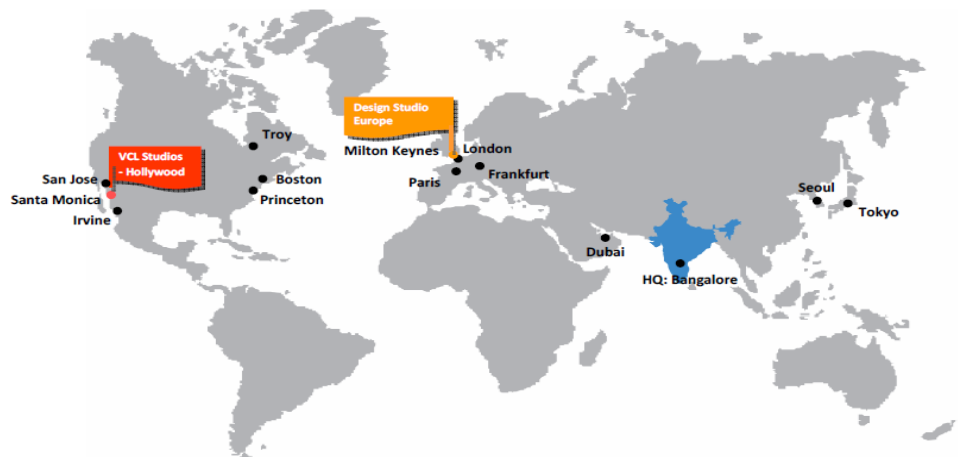 Design Studio
Europe
Troy
Milton Keynes
London
VCL Studios
- Hollywood
San Jose
Boston
Paris
Frankfurt
Santa Monica
Princeton
Seoul
Irvine
Tokyo
Dubai
HQ: Bangalore